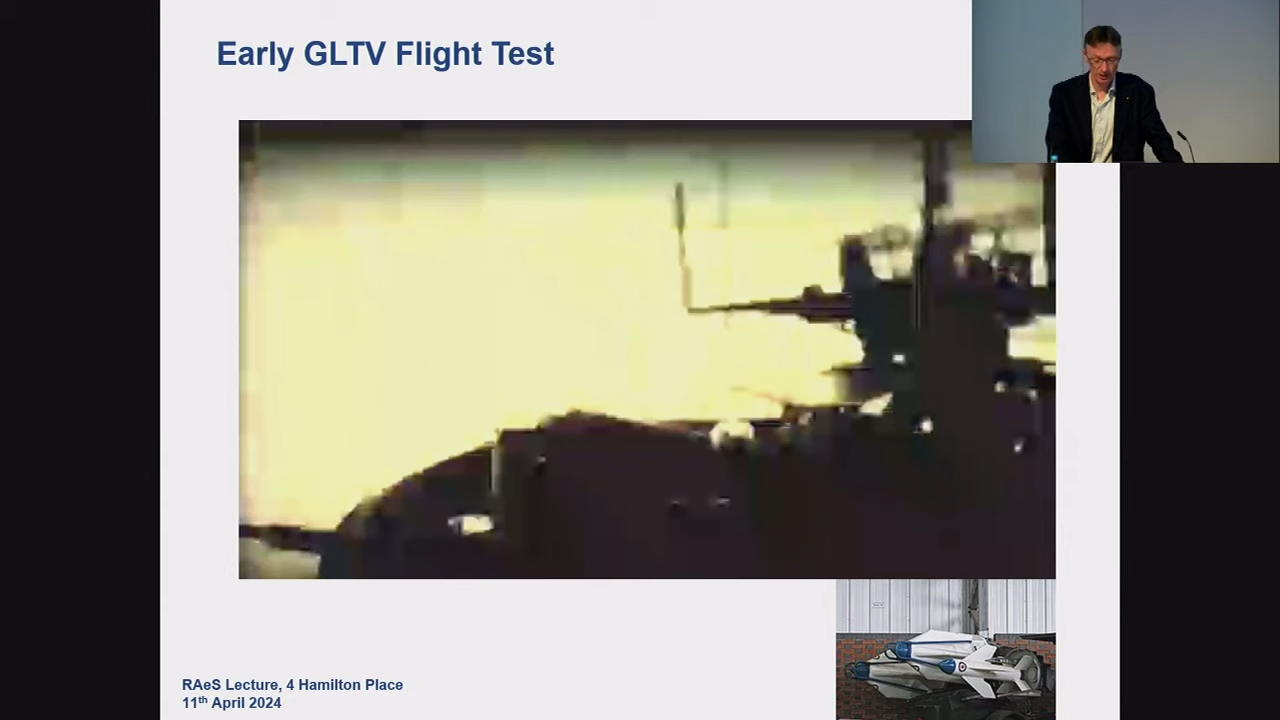 Early GLTV Flight Test
RAeS Lecture, 4 Hamilton Place
11th April 2024